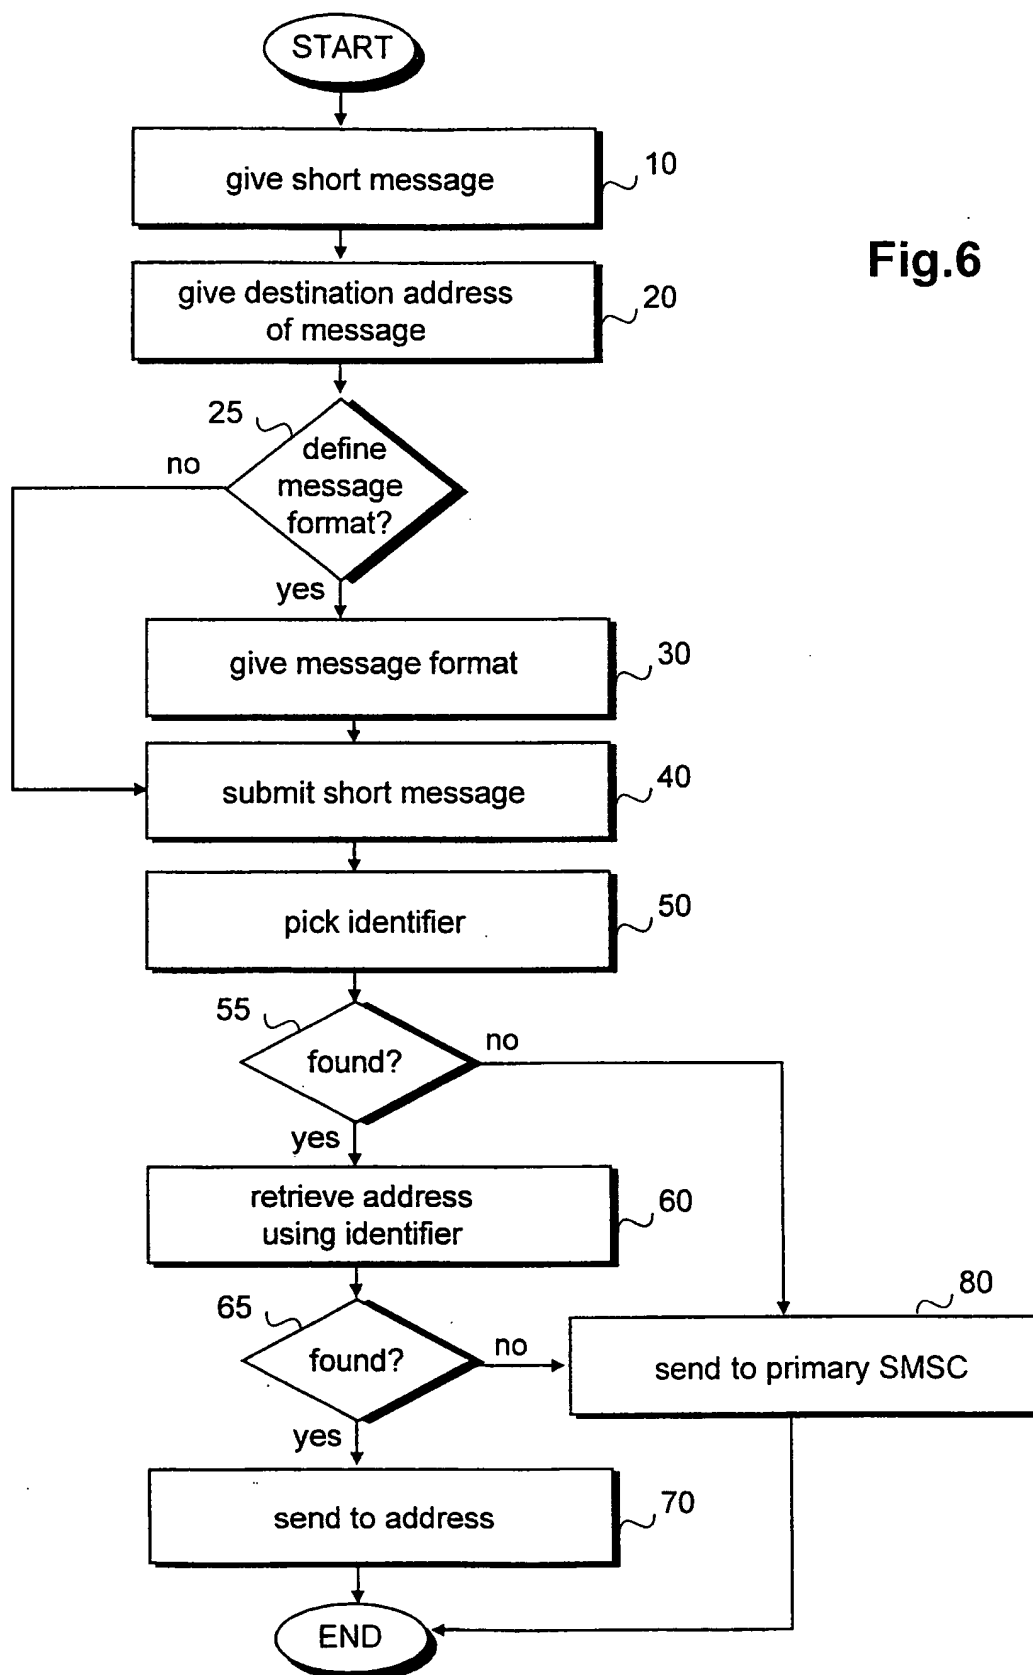 START
give short message
10
Fig.6
give destination address
of message
20
25
define
message
format?
no
yes
give message format
30
submit short message
40
pick identifier
50
55
found?
no
yes
retrieve address
using identifier
60
65
found?
no
80
send to primary SMSC
yes
send to address
70
END